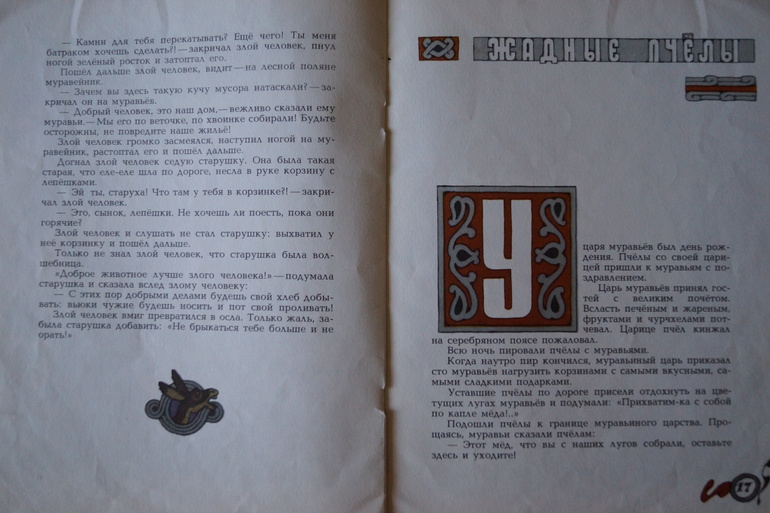 — Камни для тебя перекатывать? Ещё чего! Ты меня
батраком хочешь сделать?! — закричал злой человек, пнул
ногой зелёный росток и затоптал его.
Пошёл дальше злой человек, видит — на лесной поляне
муравейник.
— Зачем вы здесь такую кучу мусора натаскали? — за-
кричал он на муравьёв.
— Добрый человек, это наш дом, — вежливо сказали ему
муравьи. — Мы его по веточке, по хвоинке собирали! Будьте
осторожны, не повредите наше жильё!
Злой человек громко засмеялся, наступил ногой на му-
равейник, растоптал его и пошёл дальше.
Догнал злой человек седую старушку. Она была такая
старая, что еле-еле шла по дороге, несла в руке корзину с
лепёшками.
— Эй ты, старуха! Что там у тебя в корзинке?! — закри-
чал злой человек.
— Это, сынок, лепёшки. Не хочешь ли поесть, пока они
горячие?
Злой человек и слушать не стал старушку: выхватил у
неё корзинку и пошёл дальше.
Только не знал злой человек, что старушка была вол-
шебница.
"Доброе животное лучше злого человека!» — подумала
старушка и сказала вслед злому человеку:
— С этих пор добрыми делами будешь свой хлеб добы-
вать: вьюки чужие будешь носить и пот свой проливать!
Злой человек вмиг превратился в осла. Только жаль, за-
была старушка добавить: «Не брыкаться тебе больше и не
орать!»
ЖАДНЫЕ ПЧЁЛЫ
У
царя муравьёв был день рож-
дения. Пчёлы со своей цари-
цей пришли к муравьям с по-
здравлением.
Царь муравьёв принял гос-
тей с великим почётом.
Всласть печёным и жареным,
фруктами и чурчхелами пот-
чевал. Царице пчёл кинжал
на серебряном поясе пожаловал.
Всю ночь пировали пчёлы с муравьями.
Когда наутро пир кончился, муравьиный царь приказал
сто муравьёв нагрузить корзинами с самыми вкусными, са-
мыми сладкими подарками.
Уставшие пчёлы по дороге присели отдохнуть на цве-
тущих лугах муравьёв и подумали: «Прихватим-ка с собой
по капле мёда!..»
Подошли пчёлы к границе муравьиного царства. Про-
щаясь, муравьи сказали пчёлам:
— Этот мёд, что вы с наших лугов собрали, оставьте
здесь и уходите!
17